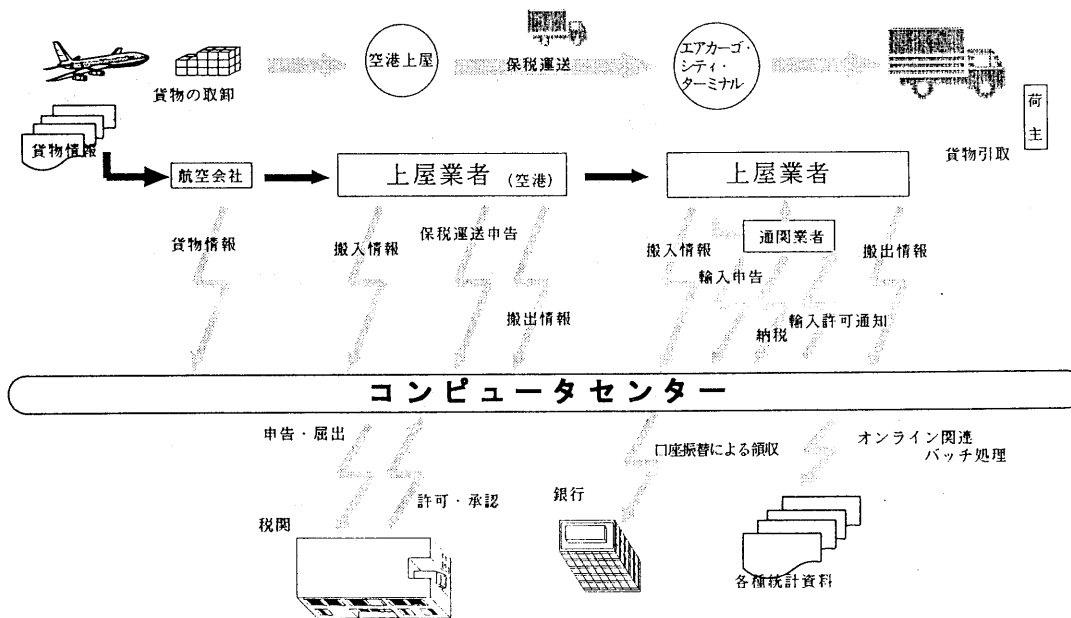 貨物の取卸
空港上屋
保税運送
エアカーゴ・
シティ・
ターミナル
荷主
貨物引取
貨物情報
航空会社
上屋業者 (空港)
上屋業者
貨物情報
搬入情報
保税運送申告
搬出情報
搬入情報
通関業者
輸入申告
搬出情報
納税
輸入許可通知
コンピュータセンター
申告・届出
許可・承認
口座振替による領収
オンライン関連
バッチ処理
税関
銀行
各種統計資料